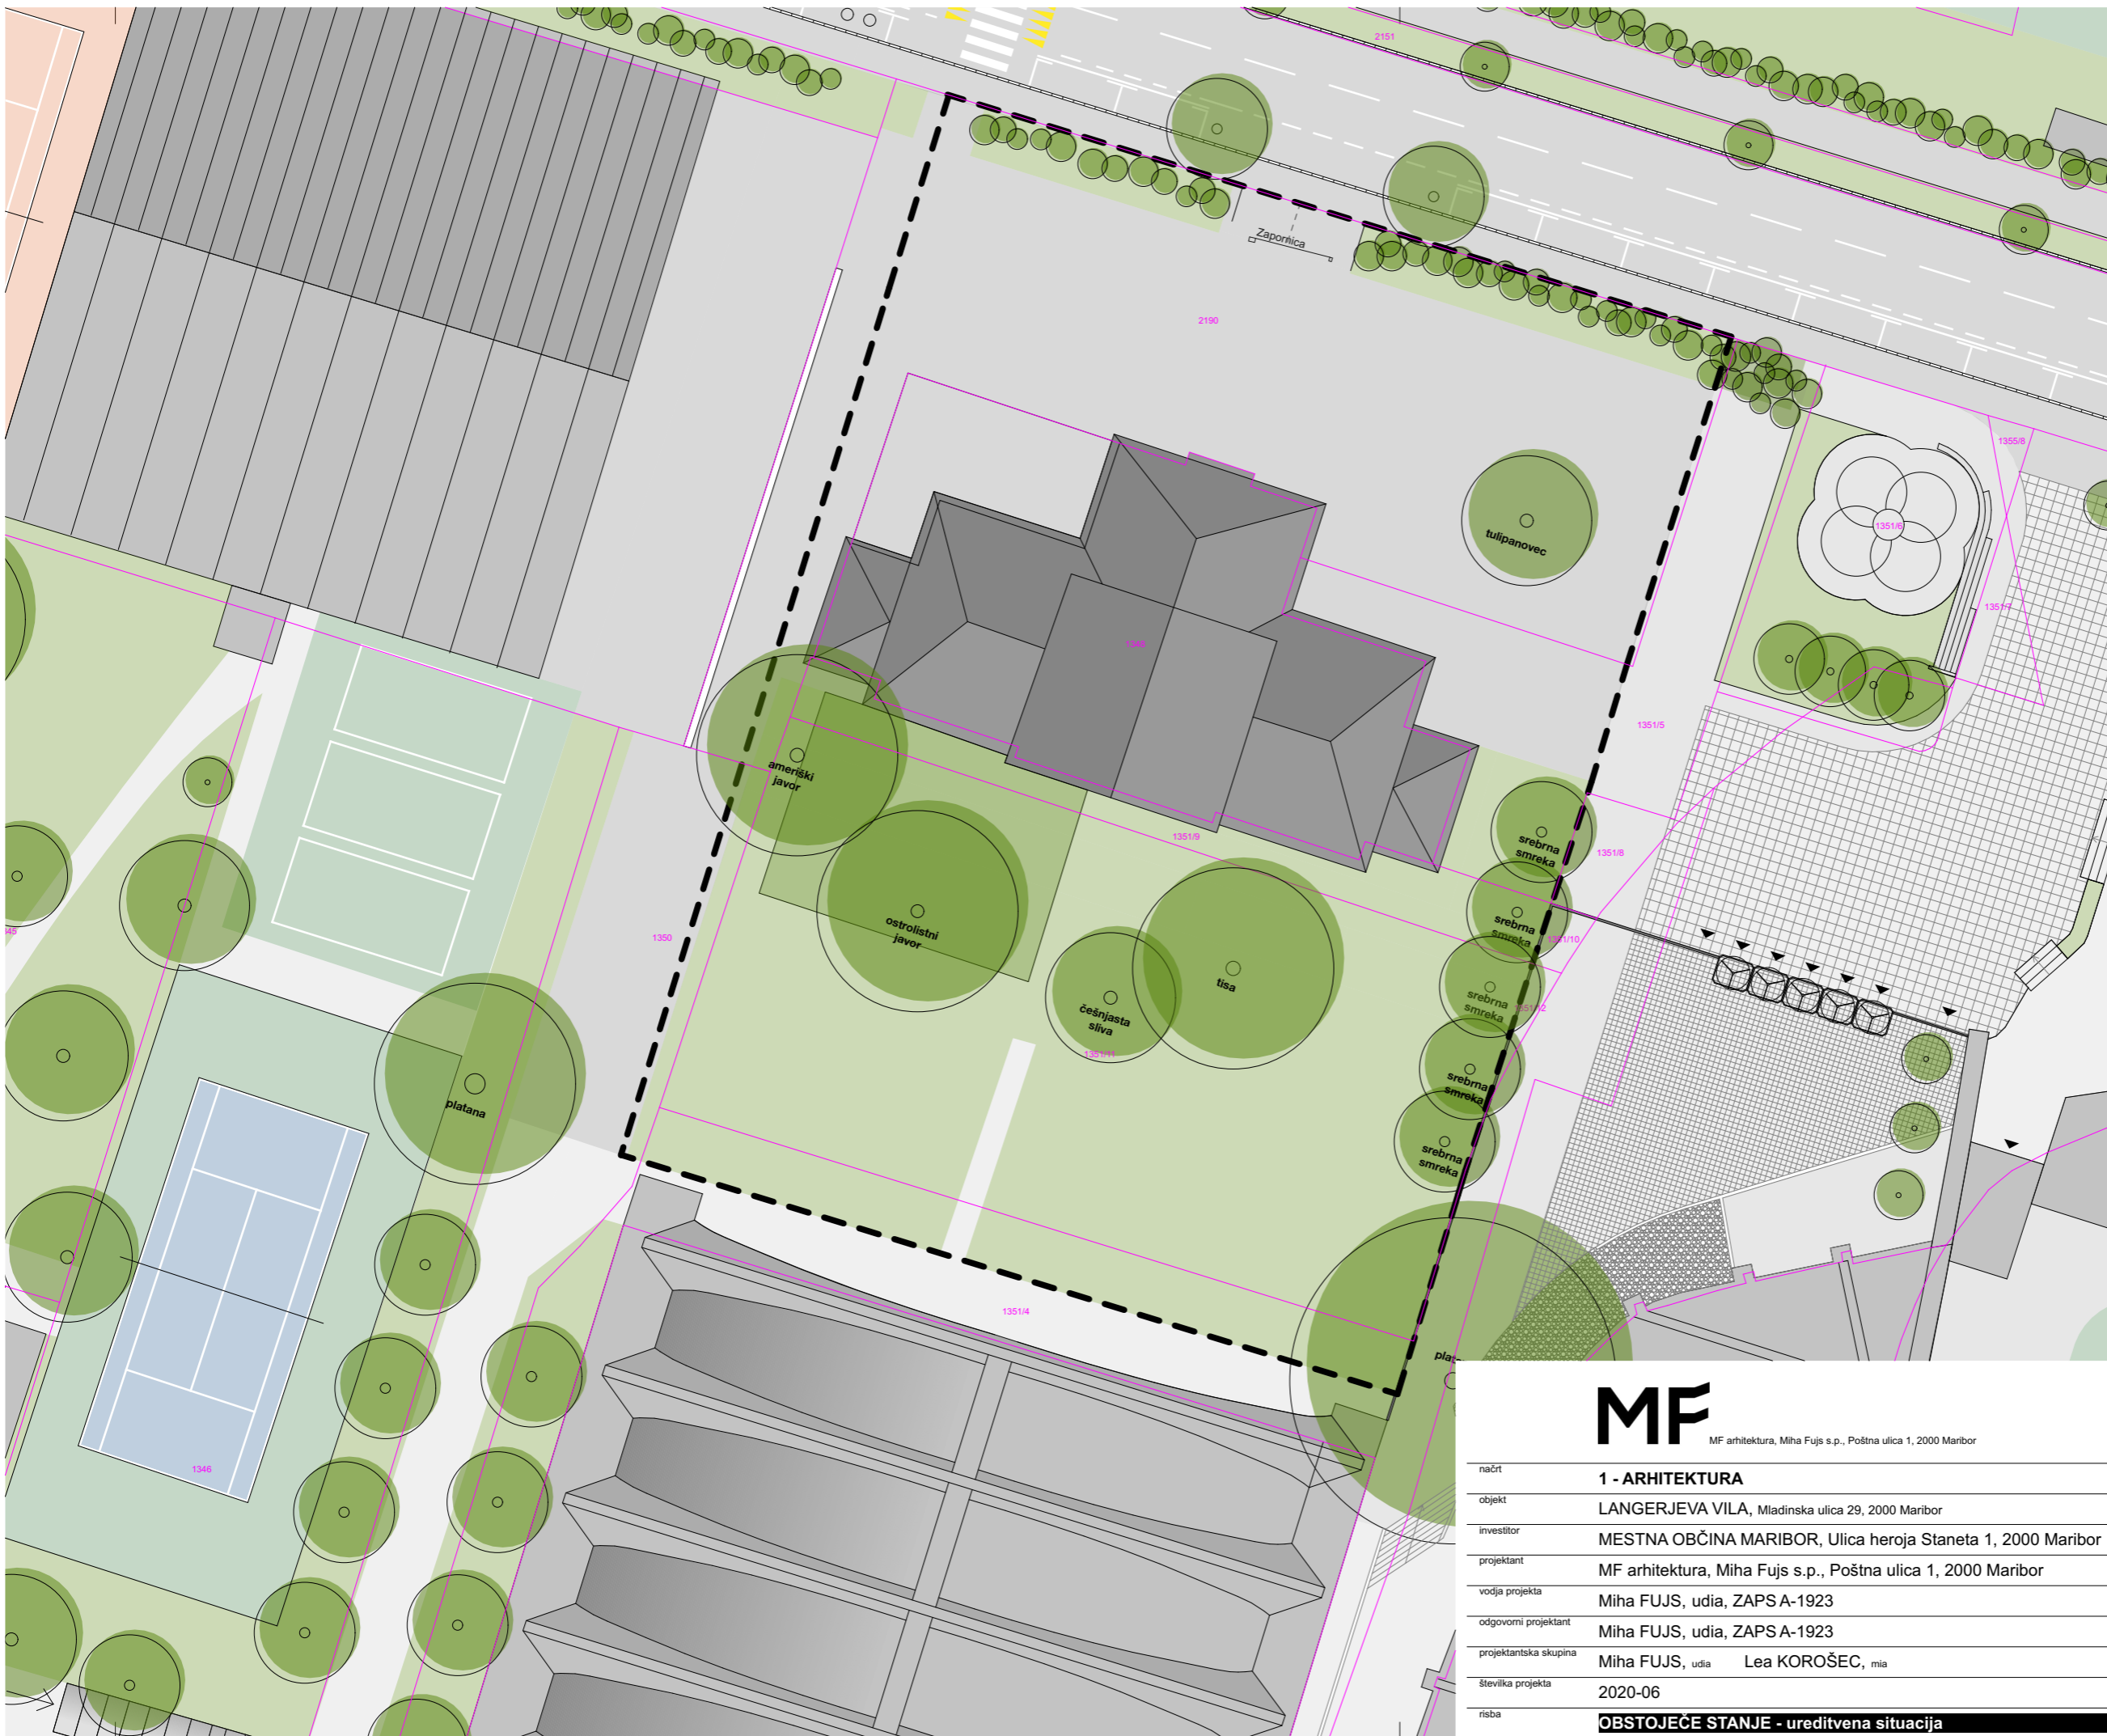 2151
Zapornica
2190
1355/8
1351/6
1351/7
tulipanovec
1349
1351/5
ameriški
javor
1351/9
srebrna
smreka
1351/8
ostrolistni
javor
srebrna
smreka
1350
1351/10
tisa
srebrna
smreka
1351/12
češnjasta
sliva
1351/11
srebrna
smreka
platana
srebrna
smreka
1351/4
1346
MF
MF arhitektura, Miha Fujs s.p., Poštna ulica 1, 2000 Maribor
načrt
1 - ARHITEKTURA
objekt
LANGERJEVA VILA, Mladinska ulica 29, 2000 Maribor
investitor
MESTNA OBČINA MARIBOR, Ulica heroja Staneta 1, 2000 Maribor
projektant
MF arhitektura, Miha Fujs s.p., Poštna ulica 1, 2000 Maribor
vodja projekta
Miha FUJS, udia, ZAPS A-1923
odgovorni projektant
Miha FUJS, udia, ZAPS A-1923
projektantska skupina
Miha FUJS, udia Lea KOROŠEC, mia
številka projekta
2020-06
risba
OBSTOJEČE STANJE - ureditvena situacija